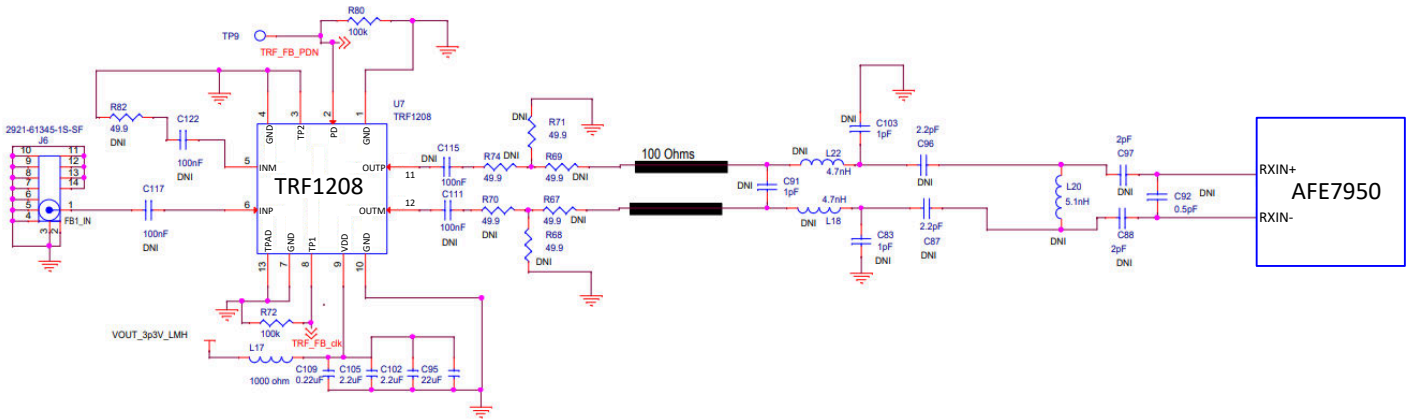 R80
100k
TP9
TRF_FB_PDN
R82
49.9
DNI
C122
100nF
DNI
4
3
2
1
GND
TP2
PD
GND
U7
TRF1208
2921-61345-1S-SF
J6
10
9
8
7
6
5
4
11
12
13
14
1
3
2
FB1_IN
C117
100nF
DNI
5
INM
6
INP
TRF1208
OUTP
11
OUTM
12
TPAD
GND
TP1
VDD
GND
13
7
8
9
10
DNI
C115
100nF
C111
100nF
DNI
R74
49.9
DNI
R71
49.9
R69
49.9
DNI
R70
49.9
DNI
R67
49.9
DNI
R68
49.9
DNI
100 Ohms
DNI
C91
1pF
DNI
L22
4.7nH
4.7nH
L18
DNI
DNI
C103
1pF
C83
1pF
DNI
2.2pF
C96
DNI
2.2pF
C87
DNI
L20
5.1nH
DNI
2pF
C97
DNI
C88
2pF
DNI
C92
0.5pF
DNI
RXIN+
RXIN-
AFE7950
R72
100k
TRF_FB_clk
VOUT_3p3V_LMH
L17
1000 ohm
C109
0.22uF
C105
2.2uF
C102
2.2uF
C95
22uF